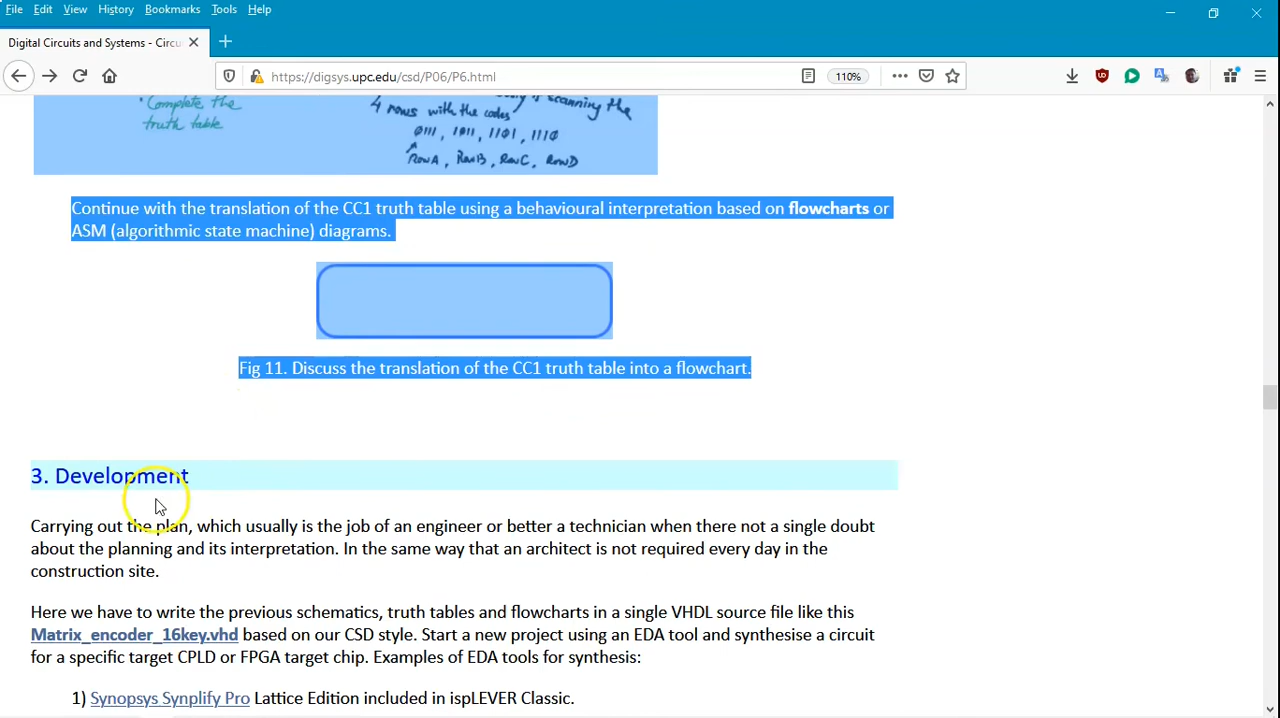 File Edit View History Bookmarks Tools Help
Digital Circuits and Systems - Circu
https://digsys.upc.edu/csd/P06/P6.html 110%
Complete the
truth table
scanning the
4 rows with the codes
0111, 1011, 1101, 1110
RowA, RowB, RowC, RowD
Continue with the translation of the CC1 truth table using a behavioural interpretation based on flowcharts or
ASM (algorithmic state machine) diagrams.
Fig 11. Discuss the translation of the CC1 truth table into a flowchart.
3. Development
Carrying out the plan, which usually is the job of an engineer or better a technician when there not a single doubt
about the planning and its interpretation. In the same way that an architect is not required every day in the
construction site.
Here we have to write the previous schematics, truth tables and flowcharts in a single VHDL source file like this
Matrix_encoder_16key.vhd based on our CSD style. Start a new project using an EDA tool and synthesise a circuit
for a specific target CPLD or FPGA target chip. Examples of EDA tools for synthesis:
1) Synopsys Synplify Pro Lattice Edition included in ispLEVER Classic.